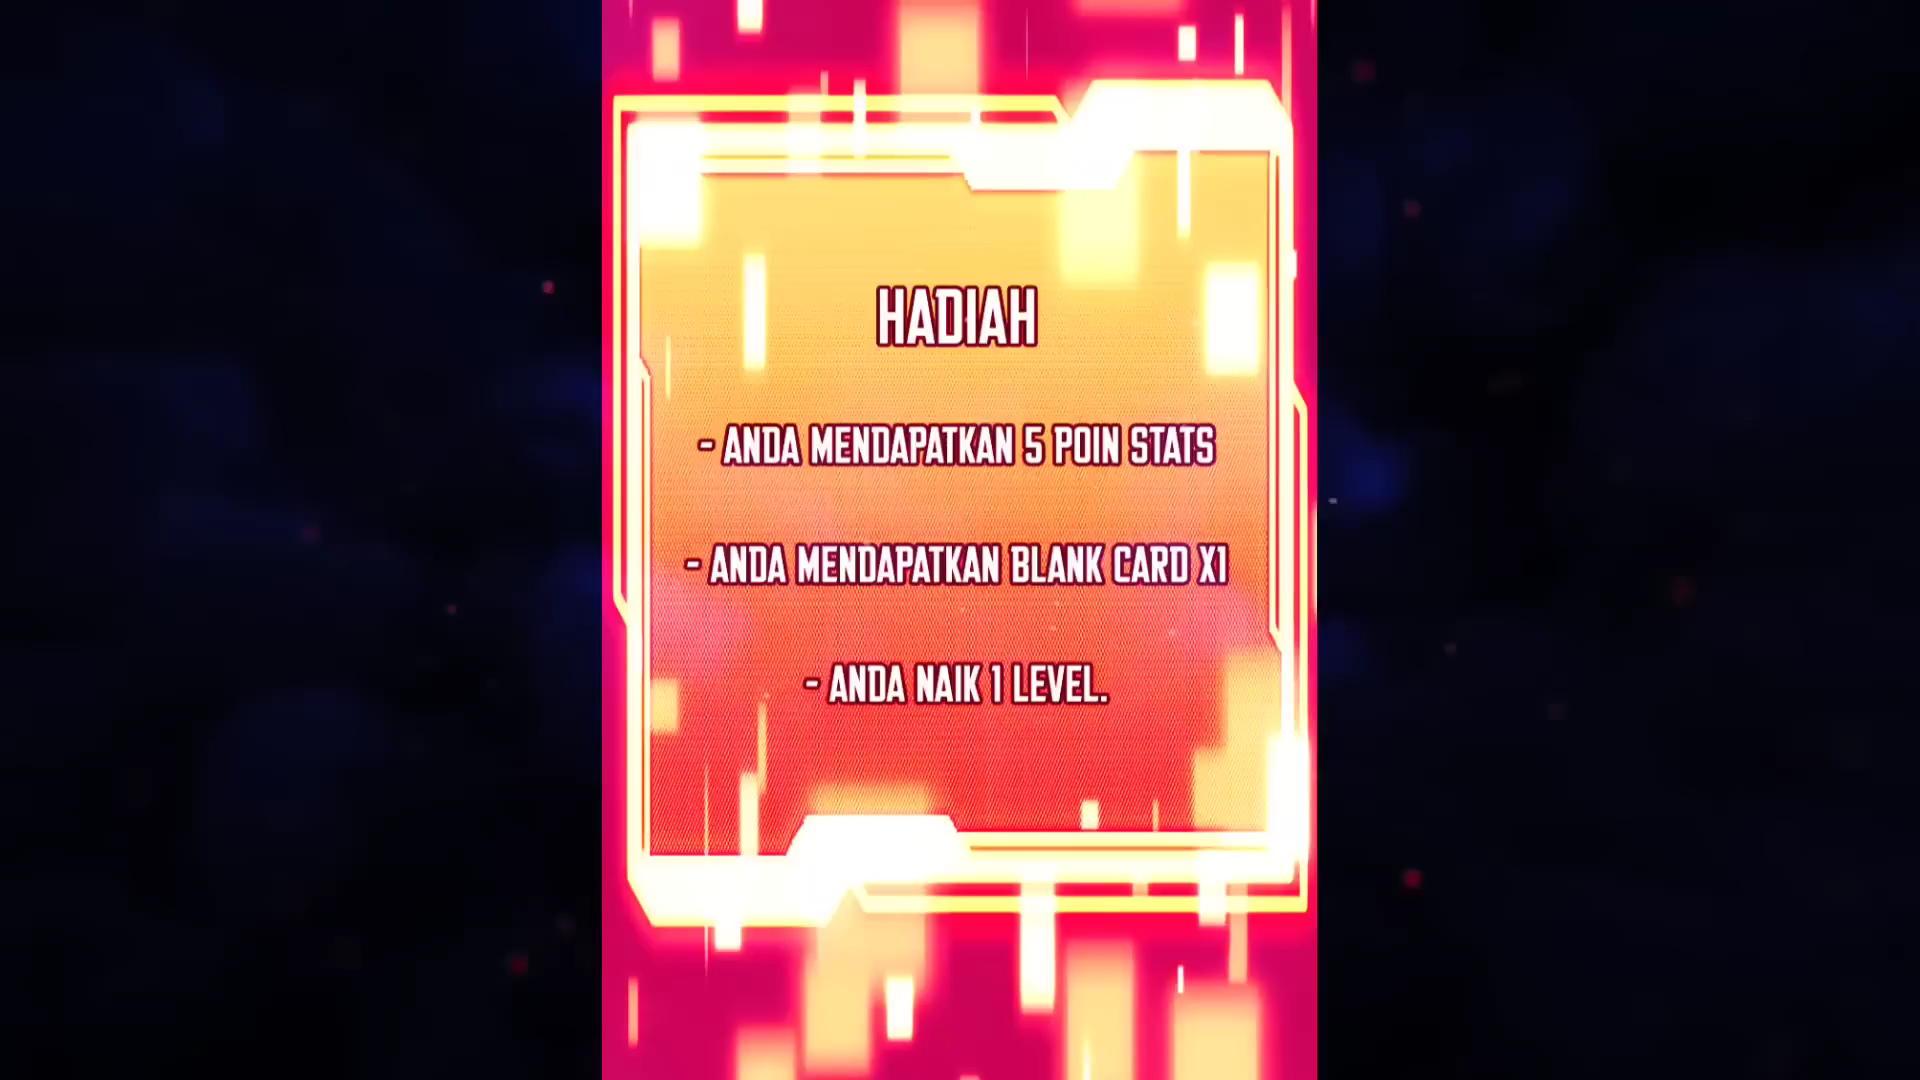 HADIAH
- ANDA MENDAPATKAN 5 POIN STATS
- ANDA MENDAPATKAN BLANK CARD X1
- ANDA NAIK 1 LEVEL.